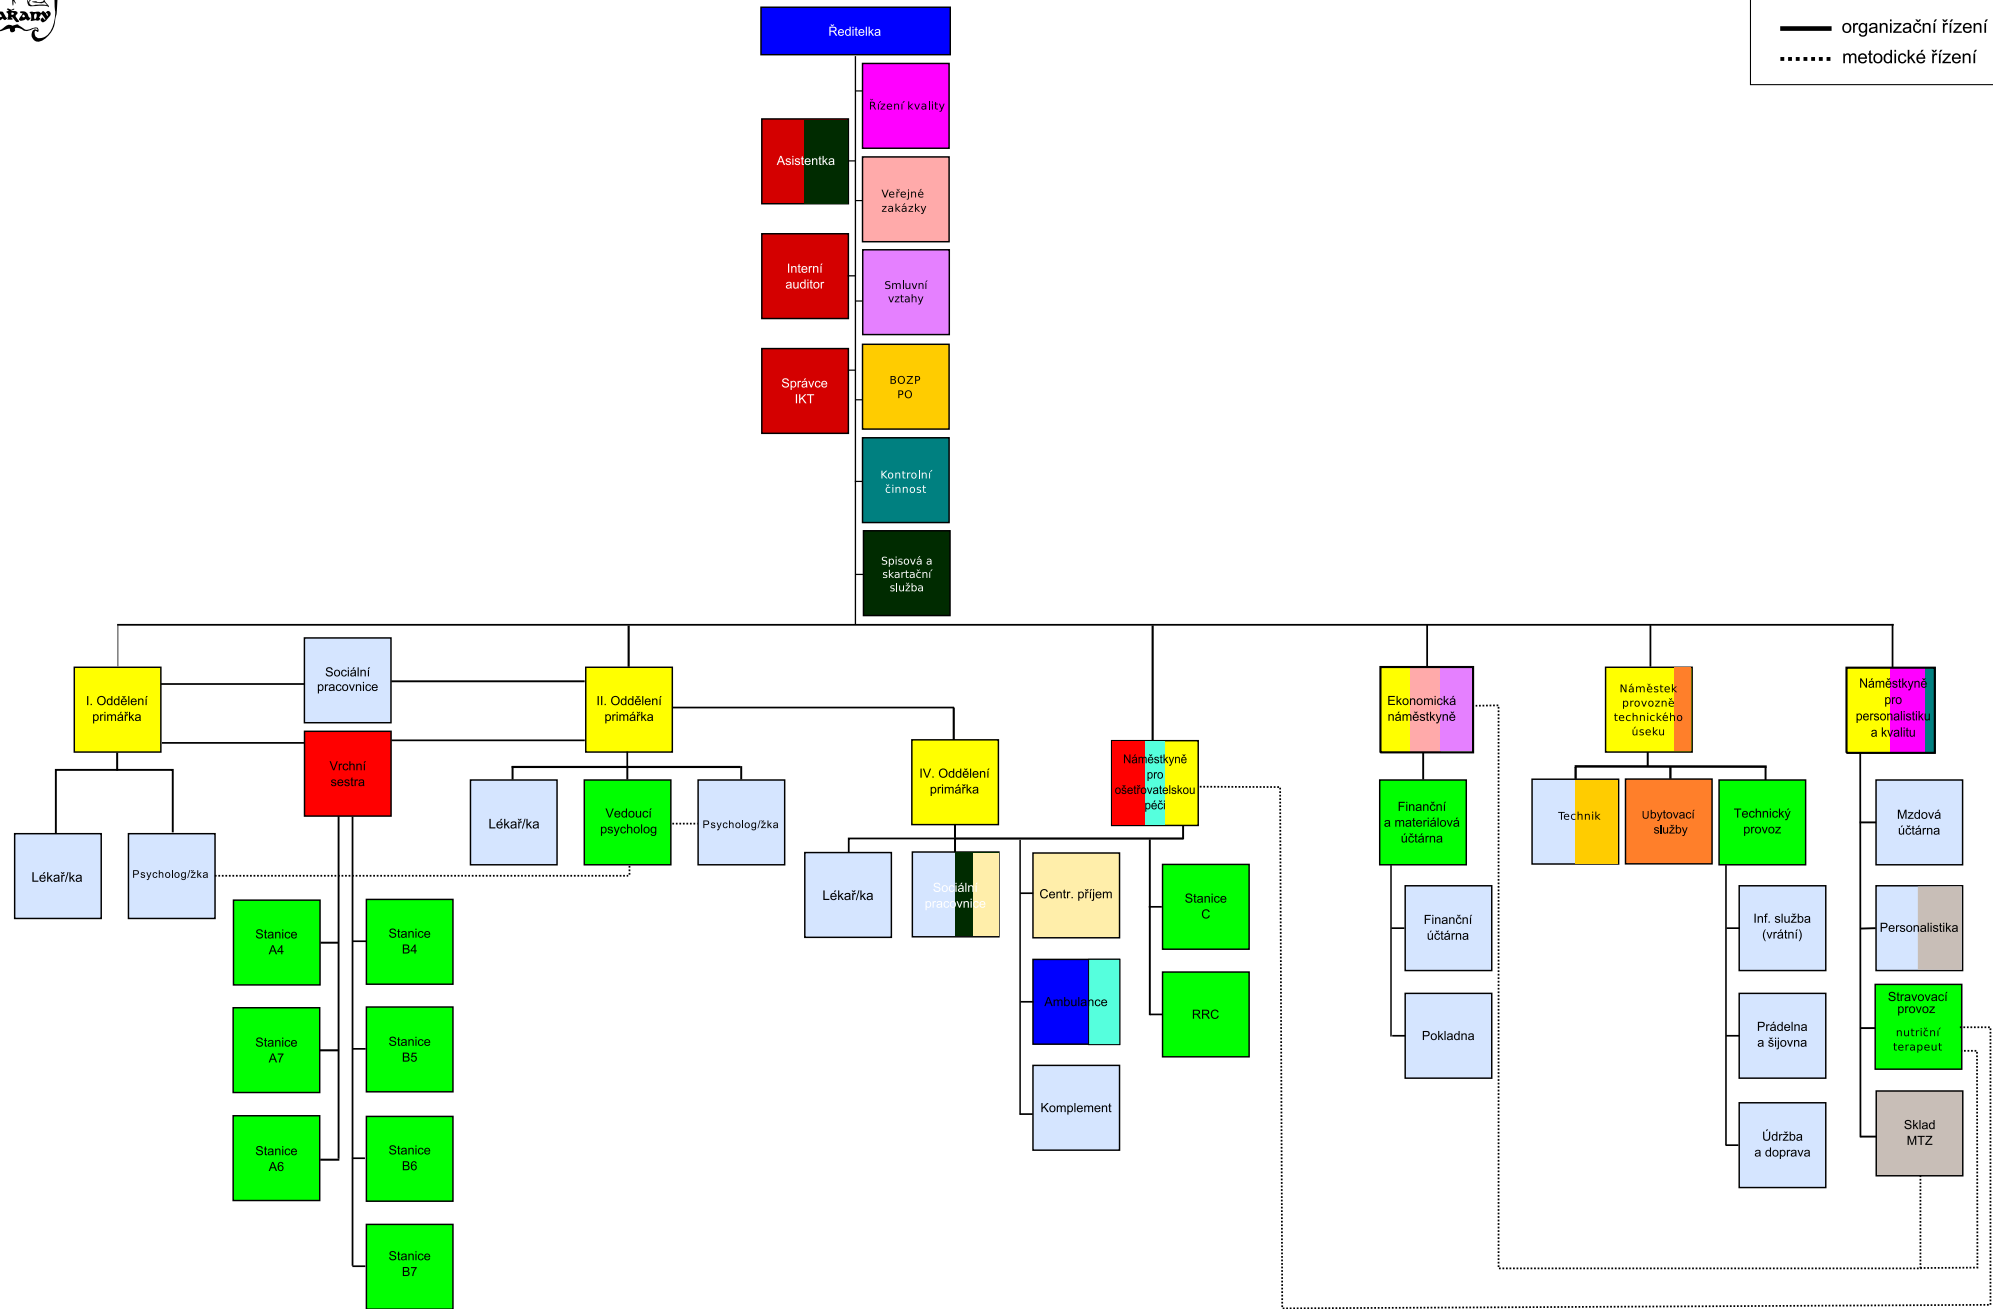 organizační řízení
metodické řízení
Ředitelka
Řízení kvality
Asistentka
Veřejné
zakázky
Interní
auditor
Smluvní
vztahy
Správce
IKT
BOZP
PO
Kontrolní
činnost
Spisová a
skartační
služba
Sociální
pracovnice
I. Oddělení
primářka
II. Oddělení
primářka
Vrchní
sestra
IV. Oddělení
primářka
Náměstkyně
pro
ošetřovatelskou
péči
Ekonomická
náměstkyně
Náměstek
provozně
technického
úseku
Náměstkyně
pro
personalistiku
a kvalitu
Lékař/ka
Psycholog/žka
Lékař/ka
Vedoucí
psycholog
Psycholog/žka
Lékař/ka
Sociální
pracovnice
Centr. příjem
Ambulance
Komplement
Stanice
C
RRC
Finanční
a materiálová
účtárna
Finanční
účtárna
Pokladna
Technik
Ubytovací
služby
Technický
provoz
Inf. služba
(vrátní)
Prádelna
a šijovna
Údržba
a doprava
Mzdová
účtárna
Personalistika
Stravovací
provoz
nutriční
terapeut
Sklad
MTZ
Stanice
A4
Stanice
B4
Stanice
A7
Stanice
B5
Stanice
A6
Stanice
B6
Stanice
B7